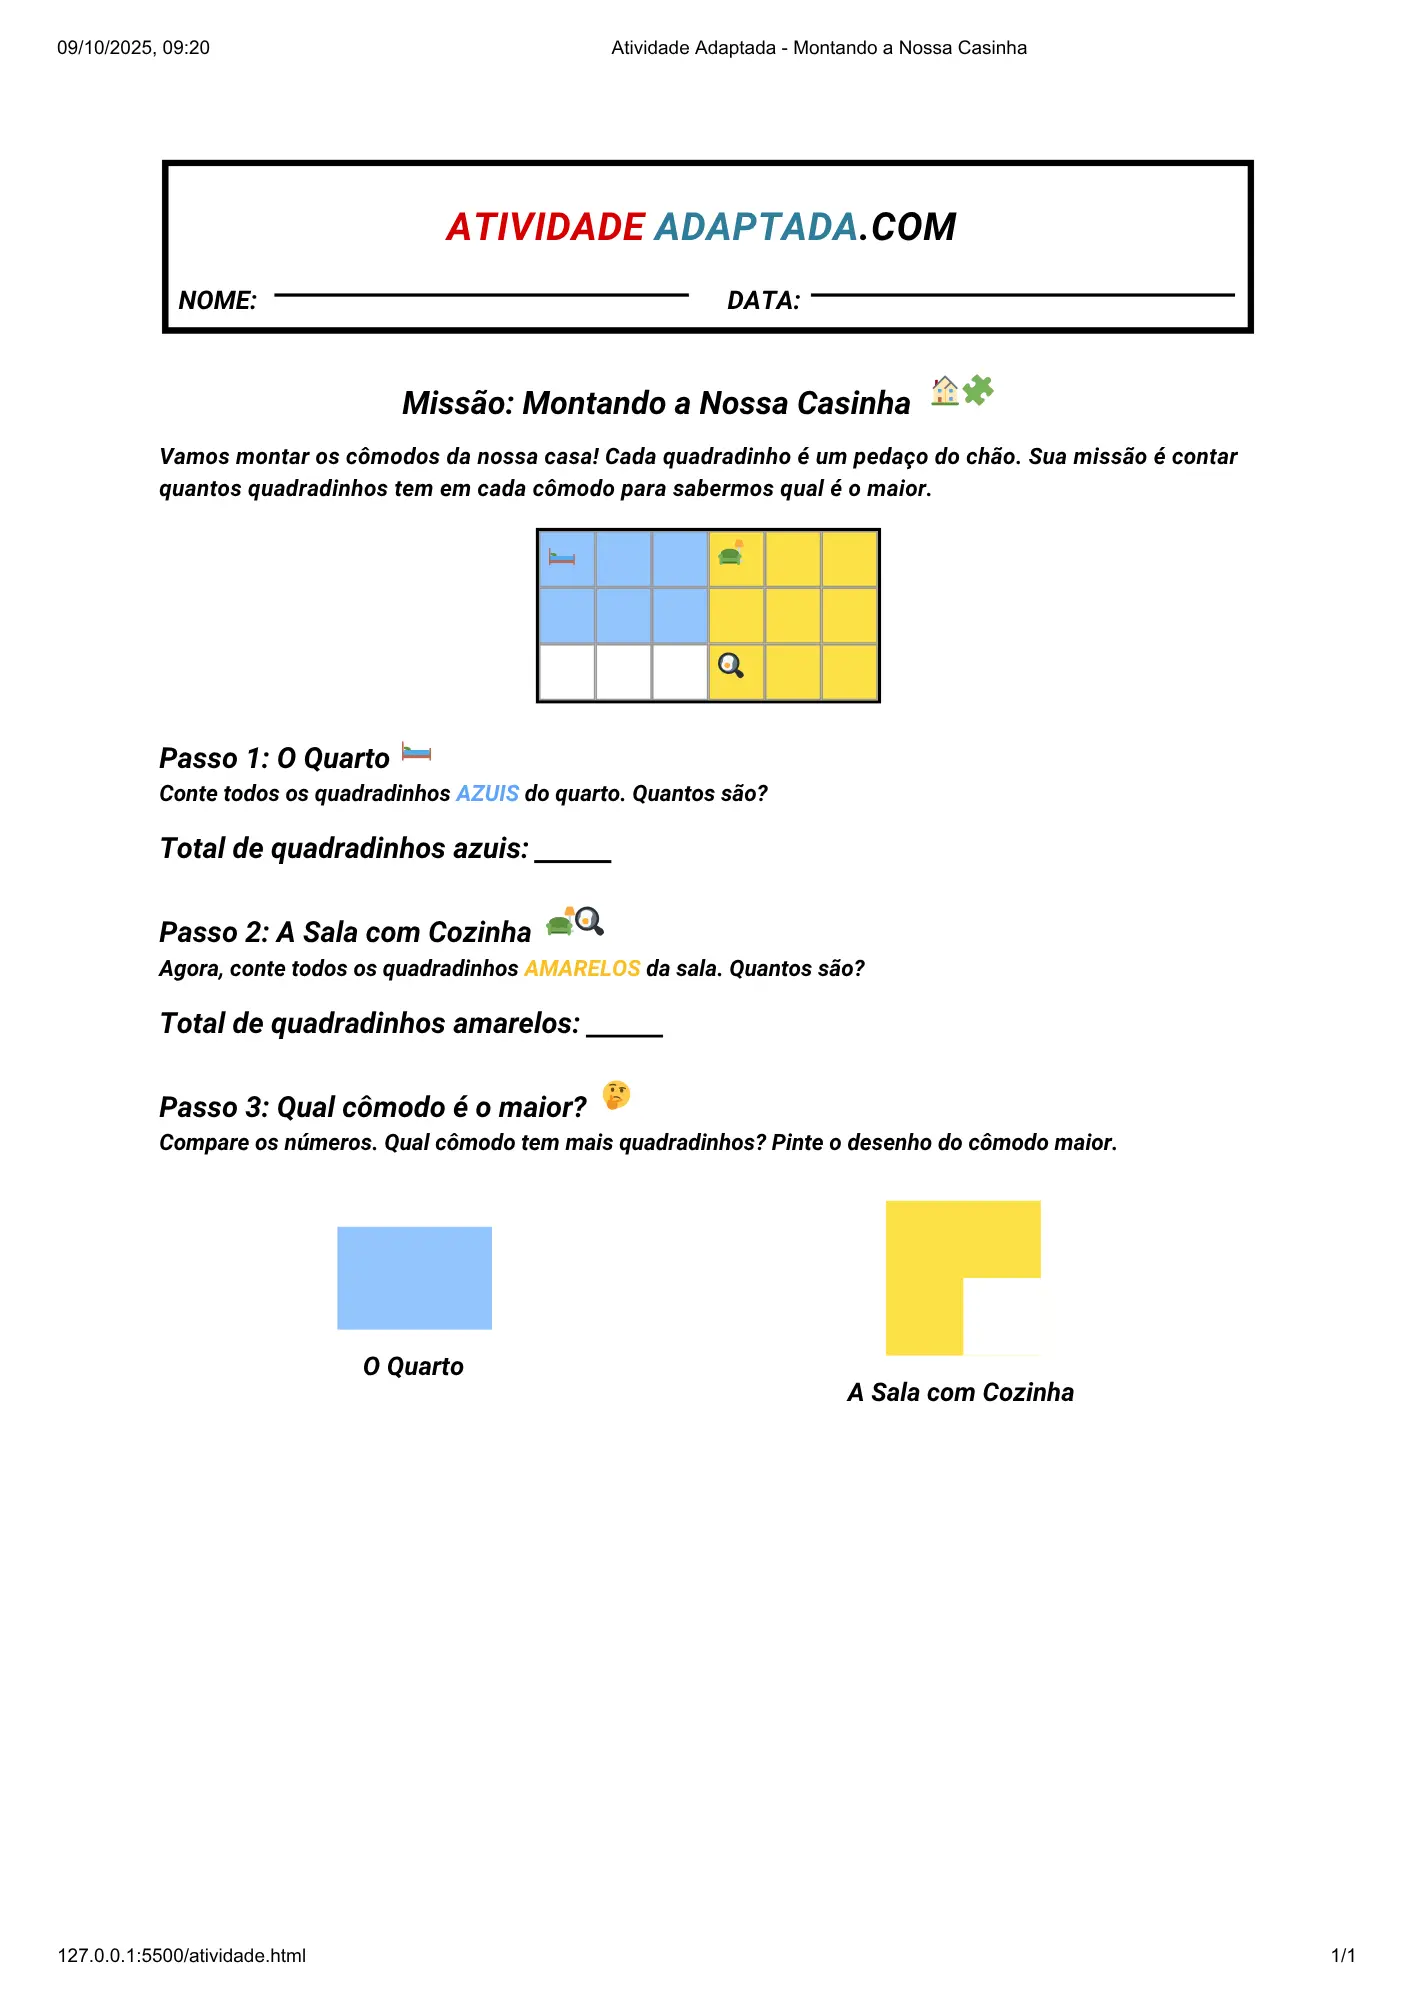 09/10/2025, 09:20 Atividade Adaptada - Montando a Nossa Casinha
ATIVIDADE ADAPTADA.COM
NOME: DATA:
Missão: Montando a Nossa Casinha
Vamos montar os cômodos da nossa casa! Cada quadradinho é um pedaço do chão. Sua missão é contar
quantos quadradinhos tem em cada cômodo para sabermos qual é o maior.
Passo 1: O Quarto
Conte todos os quadradinhos AZUIS do quarto. Quantos são?
Total de quadradinhos azuis: _____
Passo 2: A Sala com Cozinha
Agora, conte todos os quadradinhos AMARELOS da sala. Quantos são?
Total de quadradinhos amarelos: _____
Passo 3: Qual cômodo é o maior?
Compare os números. Qual cômodo tem mais quadradinhos? Pinte o desenho do cômodo maior.
O Quarto
A Sala com Cozinha
127.0.0.1:5500/atividade.html 1/1